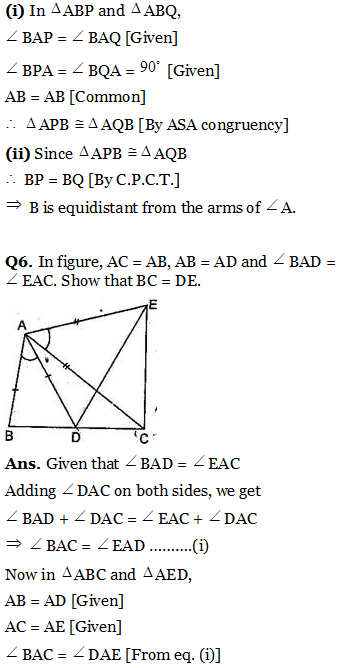 (i) In △ABP and △ABQ,
∠BAP = ∠BAQ [Given]
∠BPA = ∠BQA = 90° [Given]
AB = AB [Common]
∴ △APB ≅ △AQB [By ASA congruency]
(ii) Since △APB ≅ △AQB
∴ BP = BQ [By C.P.C.T.]
⇒ B is equidistant from the arms of ∠A.
Q6. In figure, AC = AB, AB = AD and ∠BAD =
∠EAC. Show that BC = DE.
E
A
B
D
C
Ans. Given that ∠BAD = ∠EAC
Adding ∠DAC on both sides, we get
∠BAD + ∠DAC = ∠EAC + ∠DAC
⇒ ∠BAC = ∠EAD ..........(i)
Now in △ABC and △AED,
AB = AD [Given]
AC = AE [Given]
∠BAC = ∠DAE [From eq. (i)]